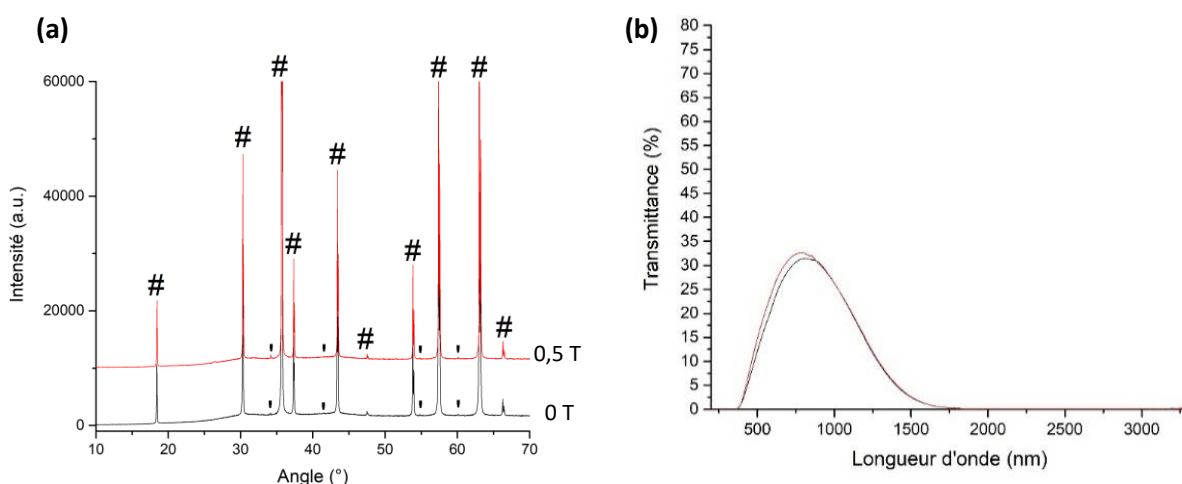 (a)
60000
40000
20000
0
Intensité (a.u.)
# # # # # # # # # #
0,5 T
0 T
10 20 30 40 50 60 70
Angle (°)
(b)
80
75
70
65
60
55
50
45
40
35
30
25
20
15
10
5
0
Transmittance (%)
500 1000 1500 2000 2500 3000
Longueur d'onde (nm)